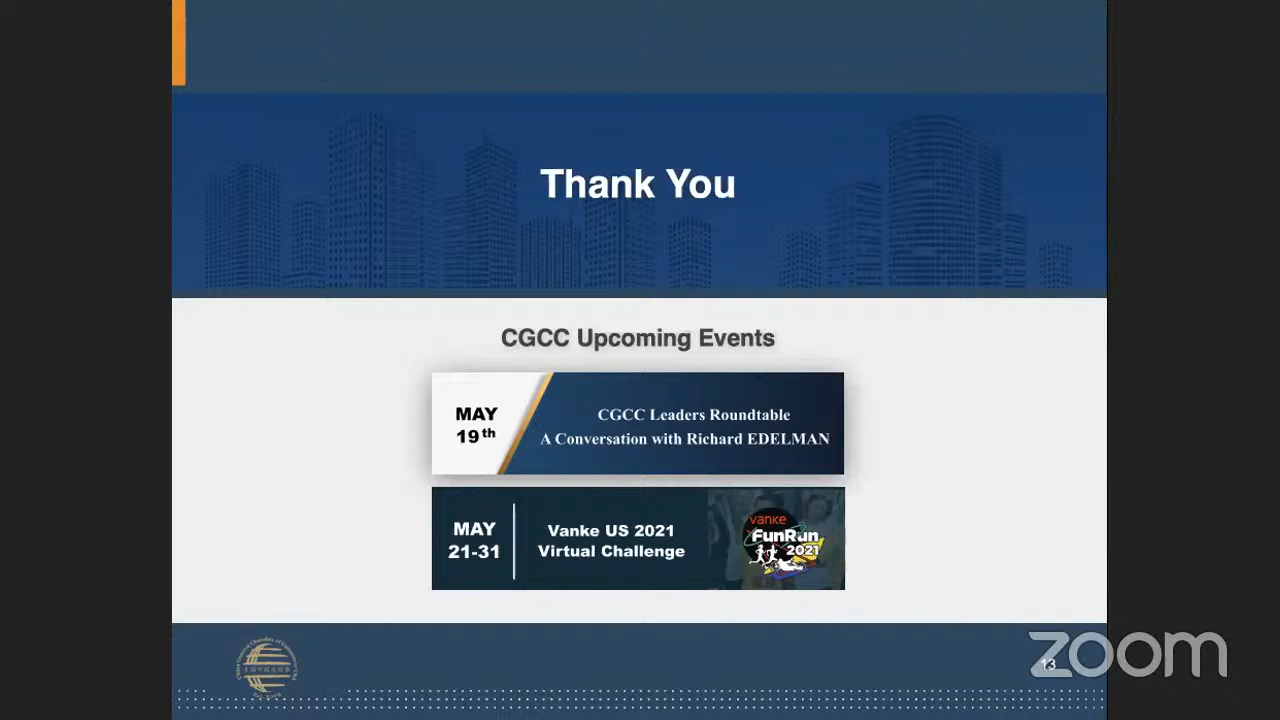 Thank You
CGCC Upcoming Events
MAY
19th
CGCC Leaders Roundtable
A Conversation with Richard EDELMAN
MAY
21-31
Vanke US 2021
Virtual Challenge
vanke
FunRun
2021
13
zoom